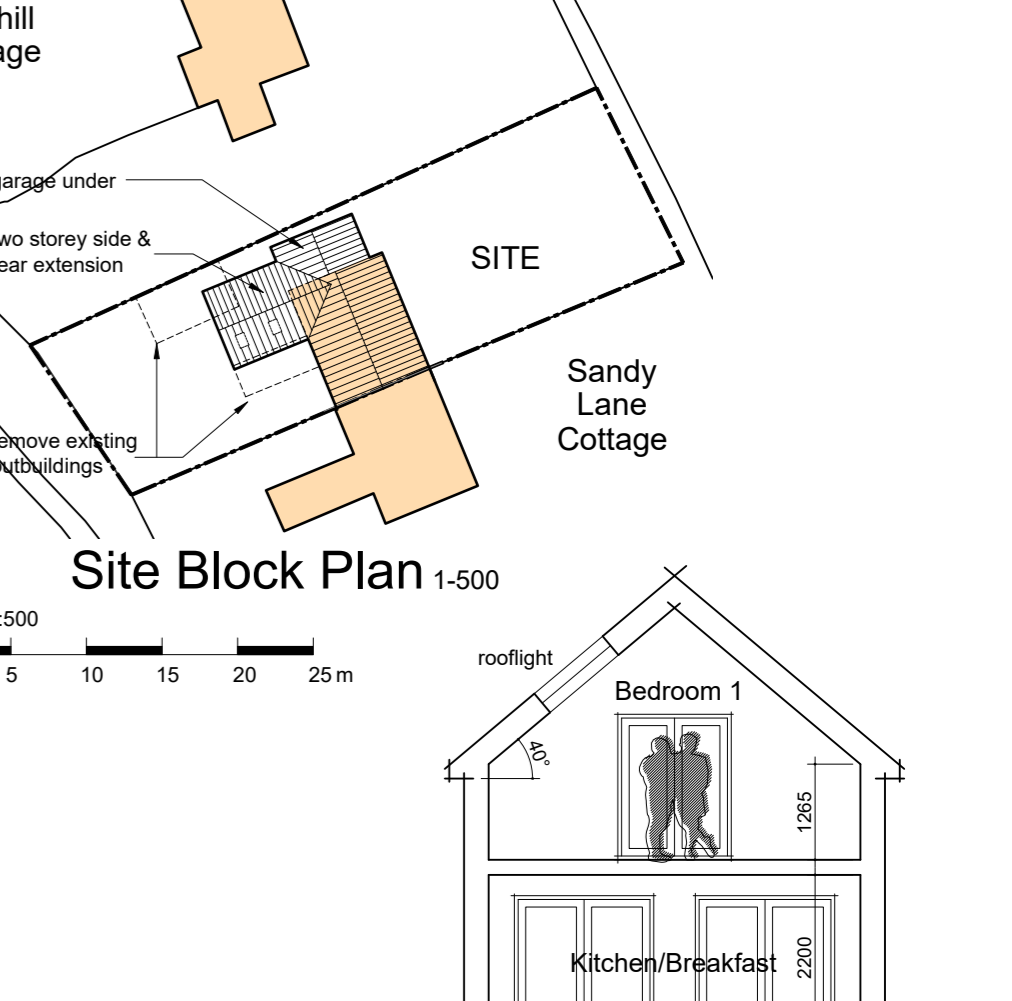 hill
age
garage under
wo storey side &
ear extension
SITE
Sandy
Lane
Cottage
emove existing
outbuildings
Site Block Plan 1-500
:500
5 10 15 20 25 m
rooflight
Bedroom 1
40°
1265
2200
Kitchen/Breakfast